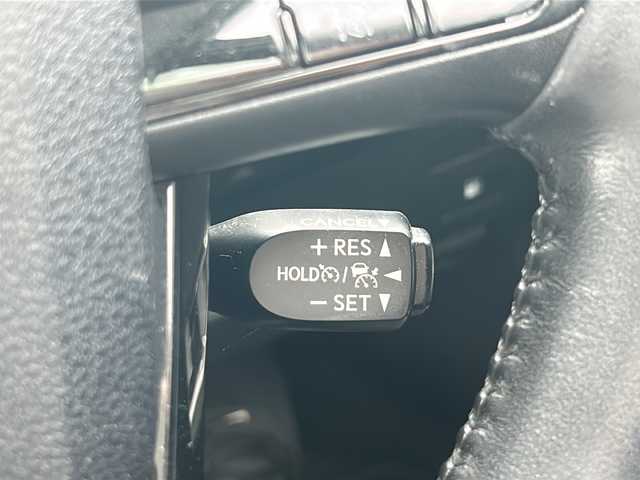 CANCEL▼
+ RES ▲
HOLD / ◀
– SET ▼